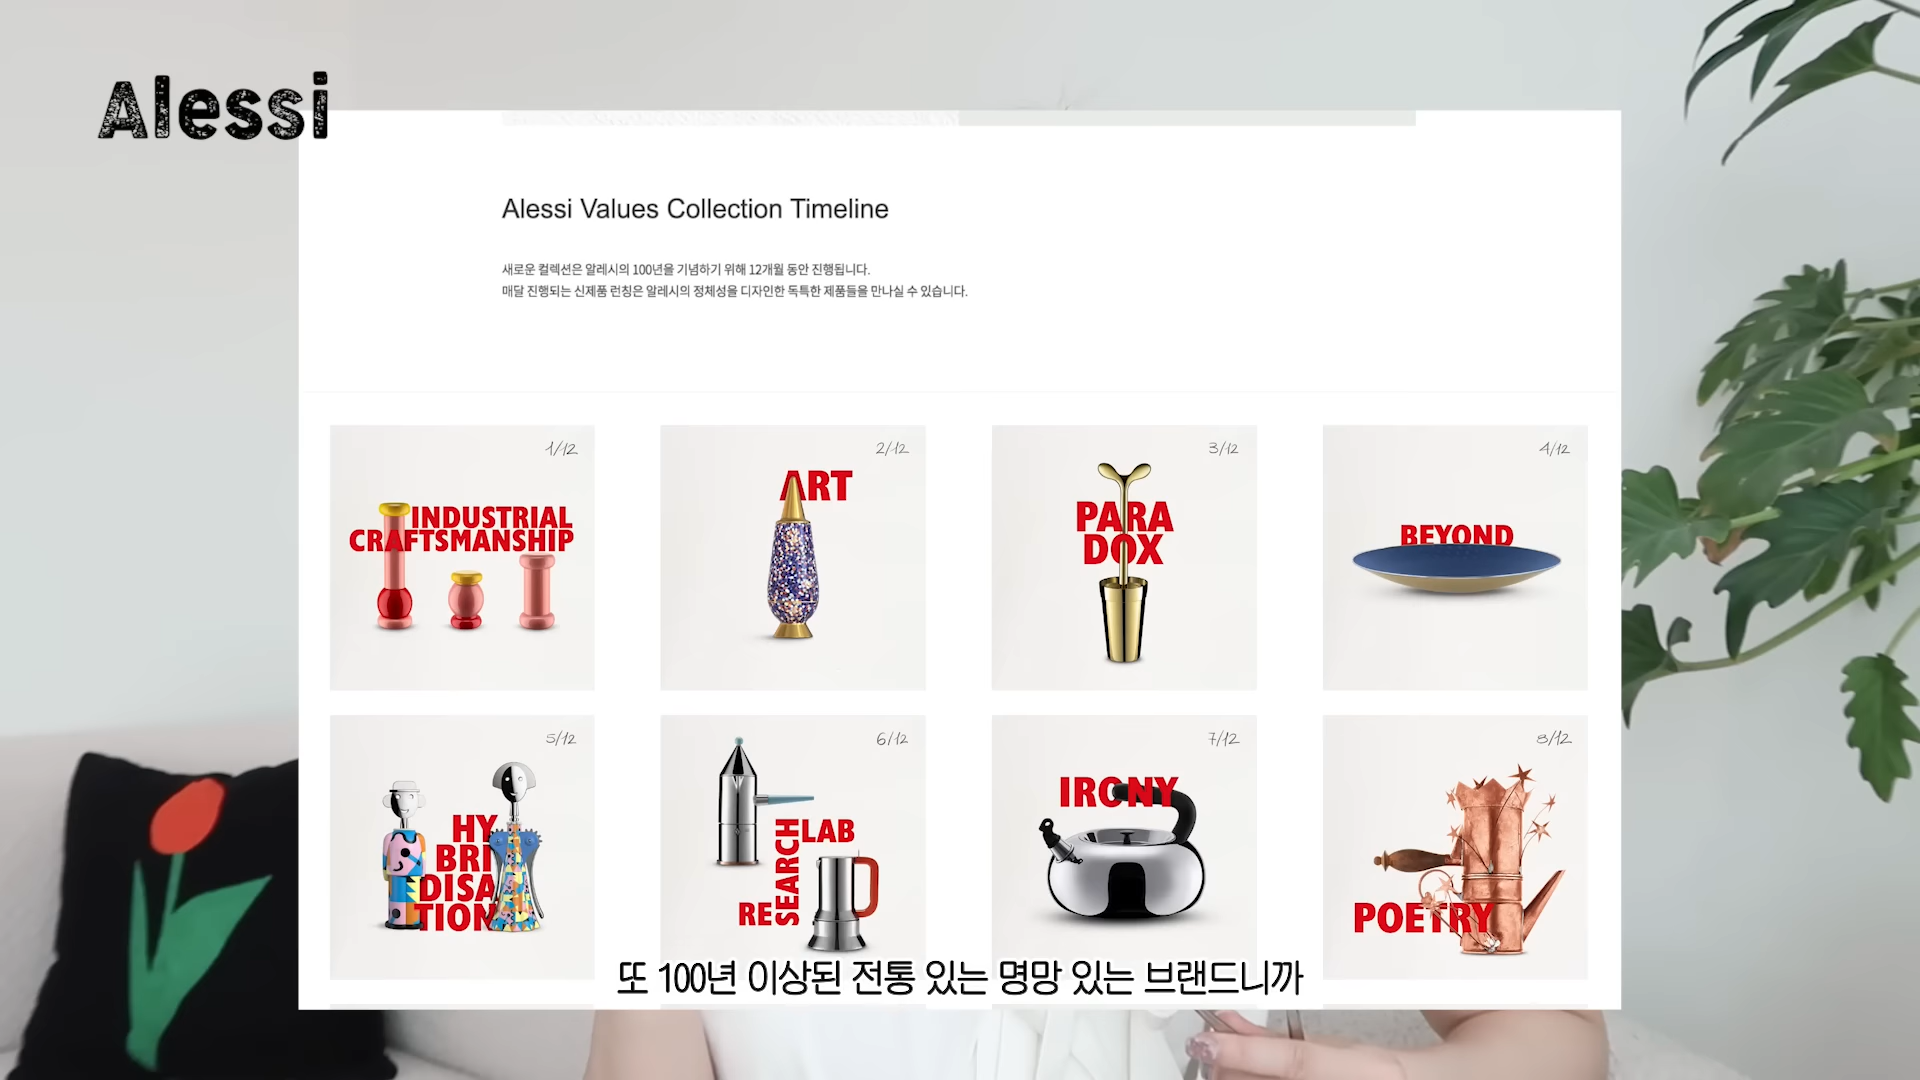 Alessi
Alessi Values Collection Timeline
새로운 컬렉션은 알레시의 100년을 기념하기 위해 12개월 동안 진행됩니다.
매달 진행되는 신제품 런칭은 알레시의 정체성을 디자인한 독특한 제품들을 만나실 수 있습니다.
1/12
INDUSTRIAL
CRAFTSMANSHIP
2/12
ART
3/12
PARA
DOX
4/12
BEYOND
5/12
HY
BRI
DISA
TION
6/12
LAB
RE
SEARCH
7/12
IRONY
8/12
POETRY
또 100년 이상된 전통 있는 명망 있는 브랜드니까